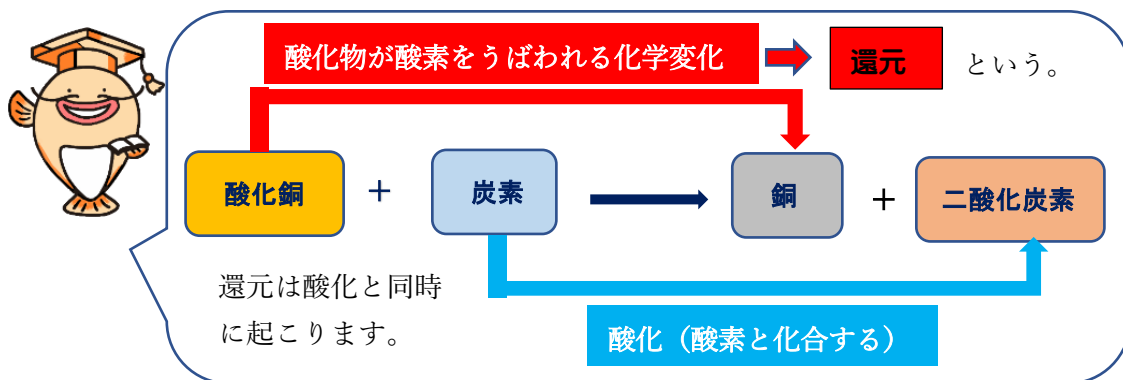 酸化物が酸素をうばわれる化学変化
還元 という。
酸化銅 + 炭素 銅 + 二酸化炭素
還元は酸化と同時
に起こります。
酸化（酸素と化合する）